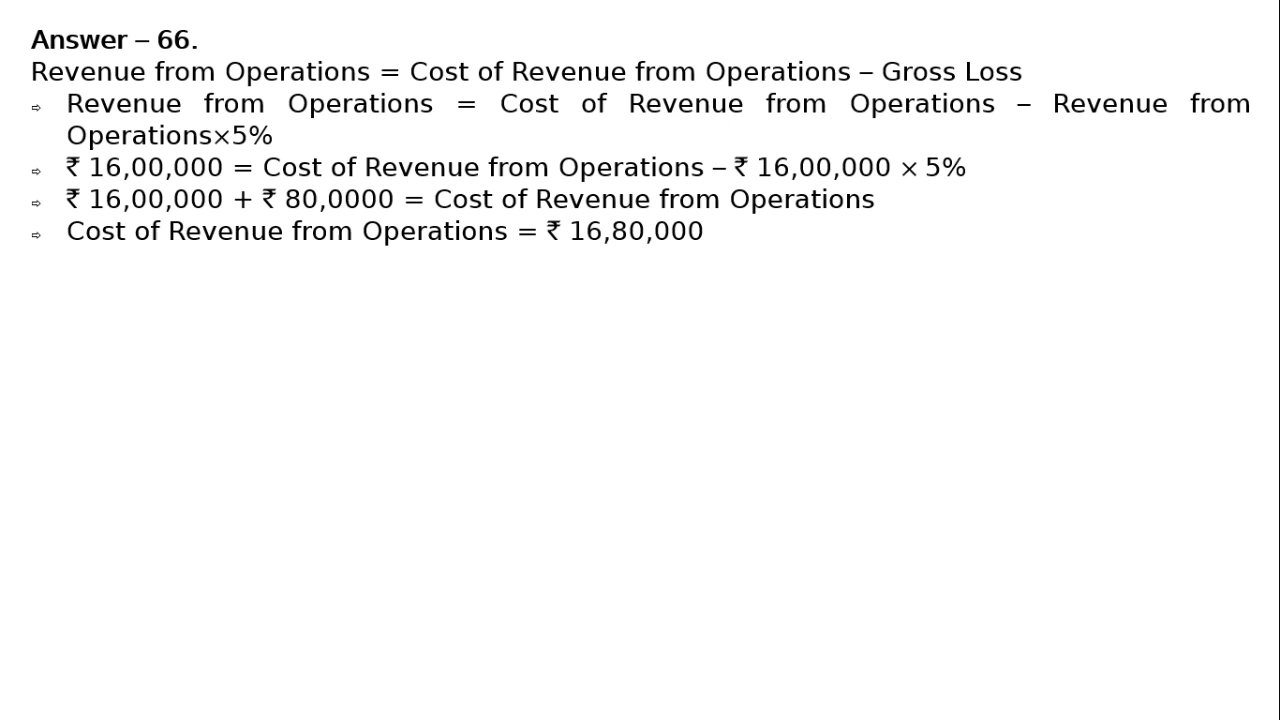 Answer – 66.
Revenue from Operations = Cost of Revenue from Operations – Gross Loss
⇨ Revenue from Operations = Cost of Revenue from Operations – Revenue from
Operations×5%
⇨ ₹ 16,00,000 = Cost of Revenue from Operations – ₹ 16,00,000 × 5%
⇨ ₹ 16,00,000 + ₹ 80,0000 = Cost of Revenue from Operations
⇨ Cost of Revenue from Operations = ₹ 16,80,000